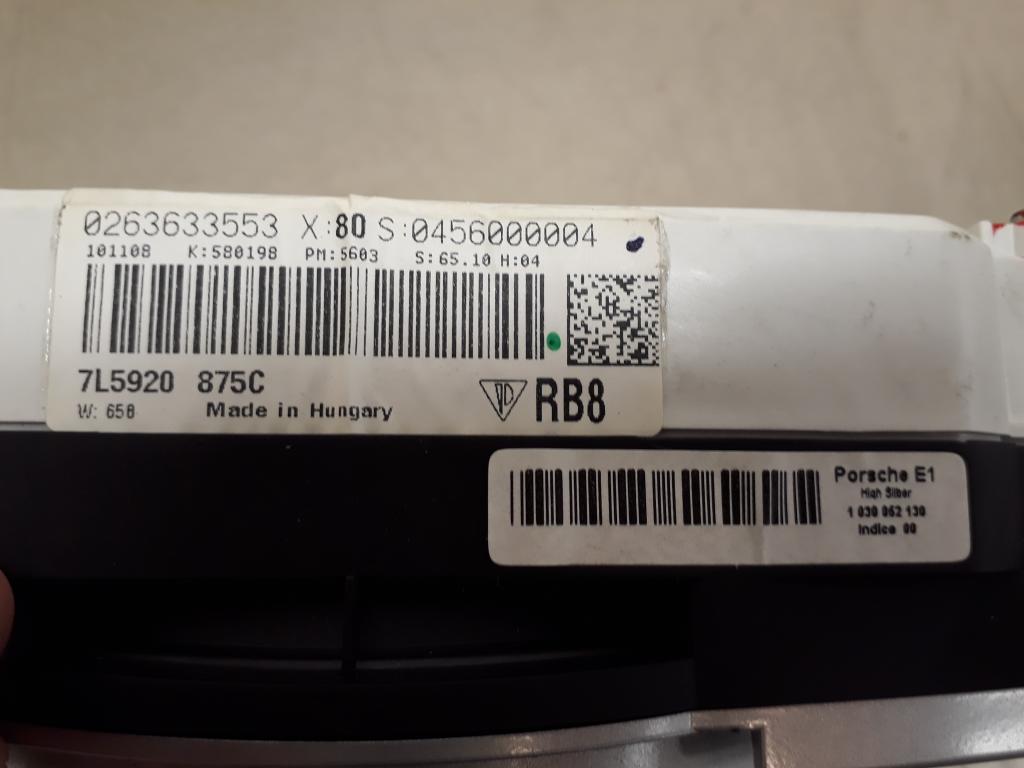 0263633553 X:80 S:0456000004
101108 K:580198 PM:5603 S:65.10 H:04
7L5920 875C
RB8
W: 658 Made in Hungary
Porsche E1
High Silber
1 030 052 130
Indice 00